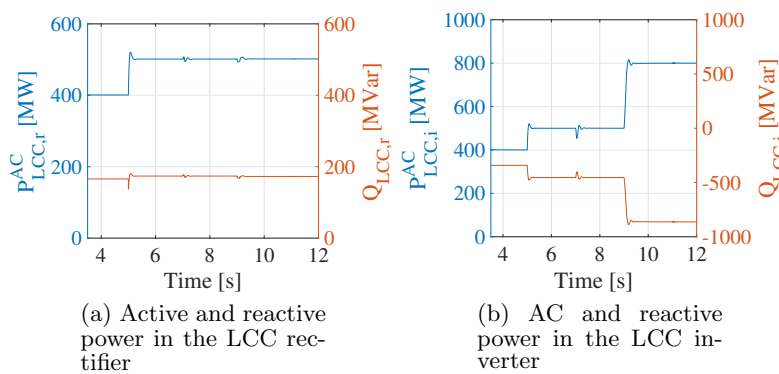 600
400
200
0
P^AC_LCC,r [MW]
600
400
200
0
Q_LCC,r [MVar]
4 6 8 10 12
Time [s]
(a) Active and reactive
power in the LCC rec-
tifier
1000
800
600
400
200
0
P^AC_LCC,i [MW]
1000
500
0
-500
-1000
Q_LCC,i [MVar]
4 6 8 10 12
Time [s]
(b) AC and reactive
power in the LCC in-
verter